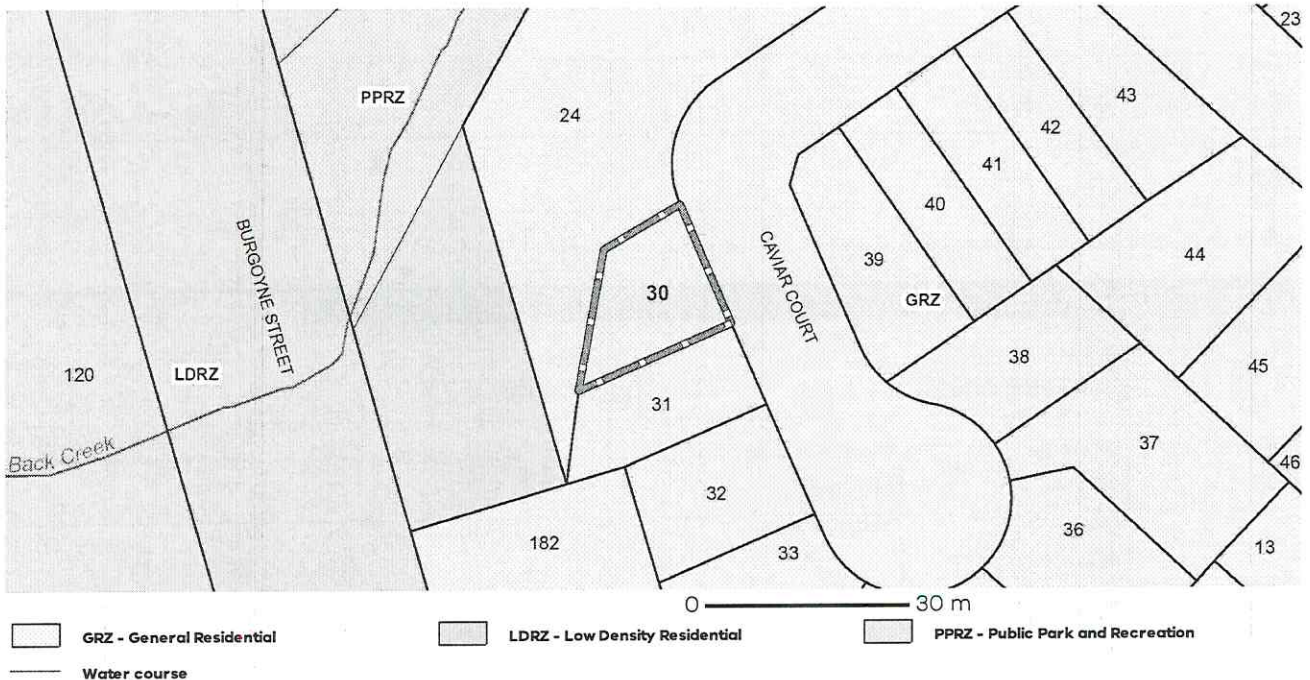 23
PPRZ
24
43
42
41
40
BURGOYNE STREET
CAVIAR COURT
44
39
30
GRZ
38
45
120
LDRZ
31
37
Back Creek
46
32
36
182
33
13
0 30 m
GRZ - General Residential
LDRZ - Low Density Residential
PPRZ - Public Park and Recreation
Water course